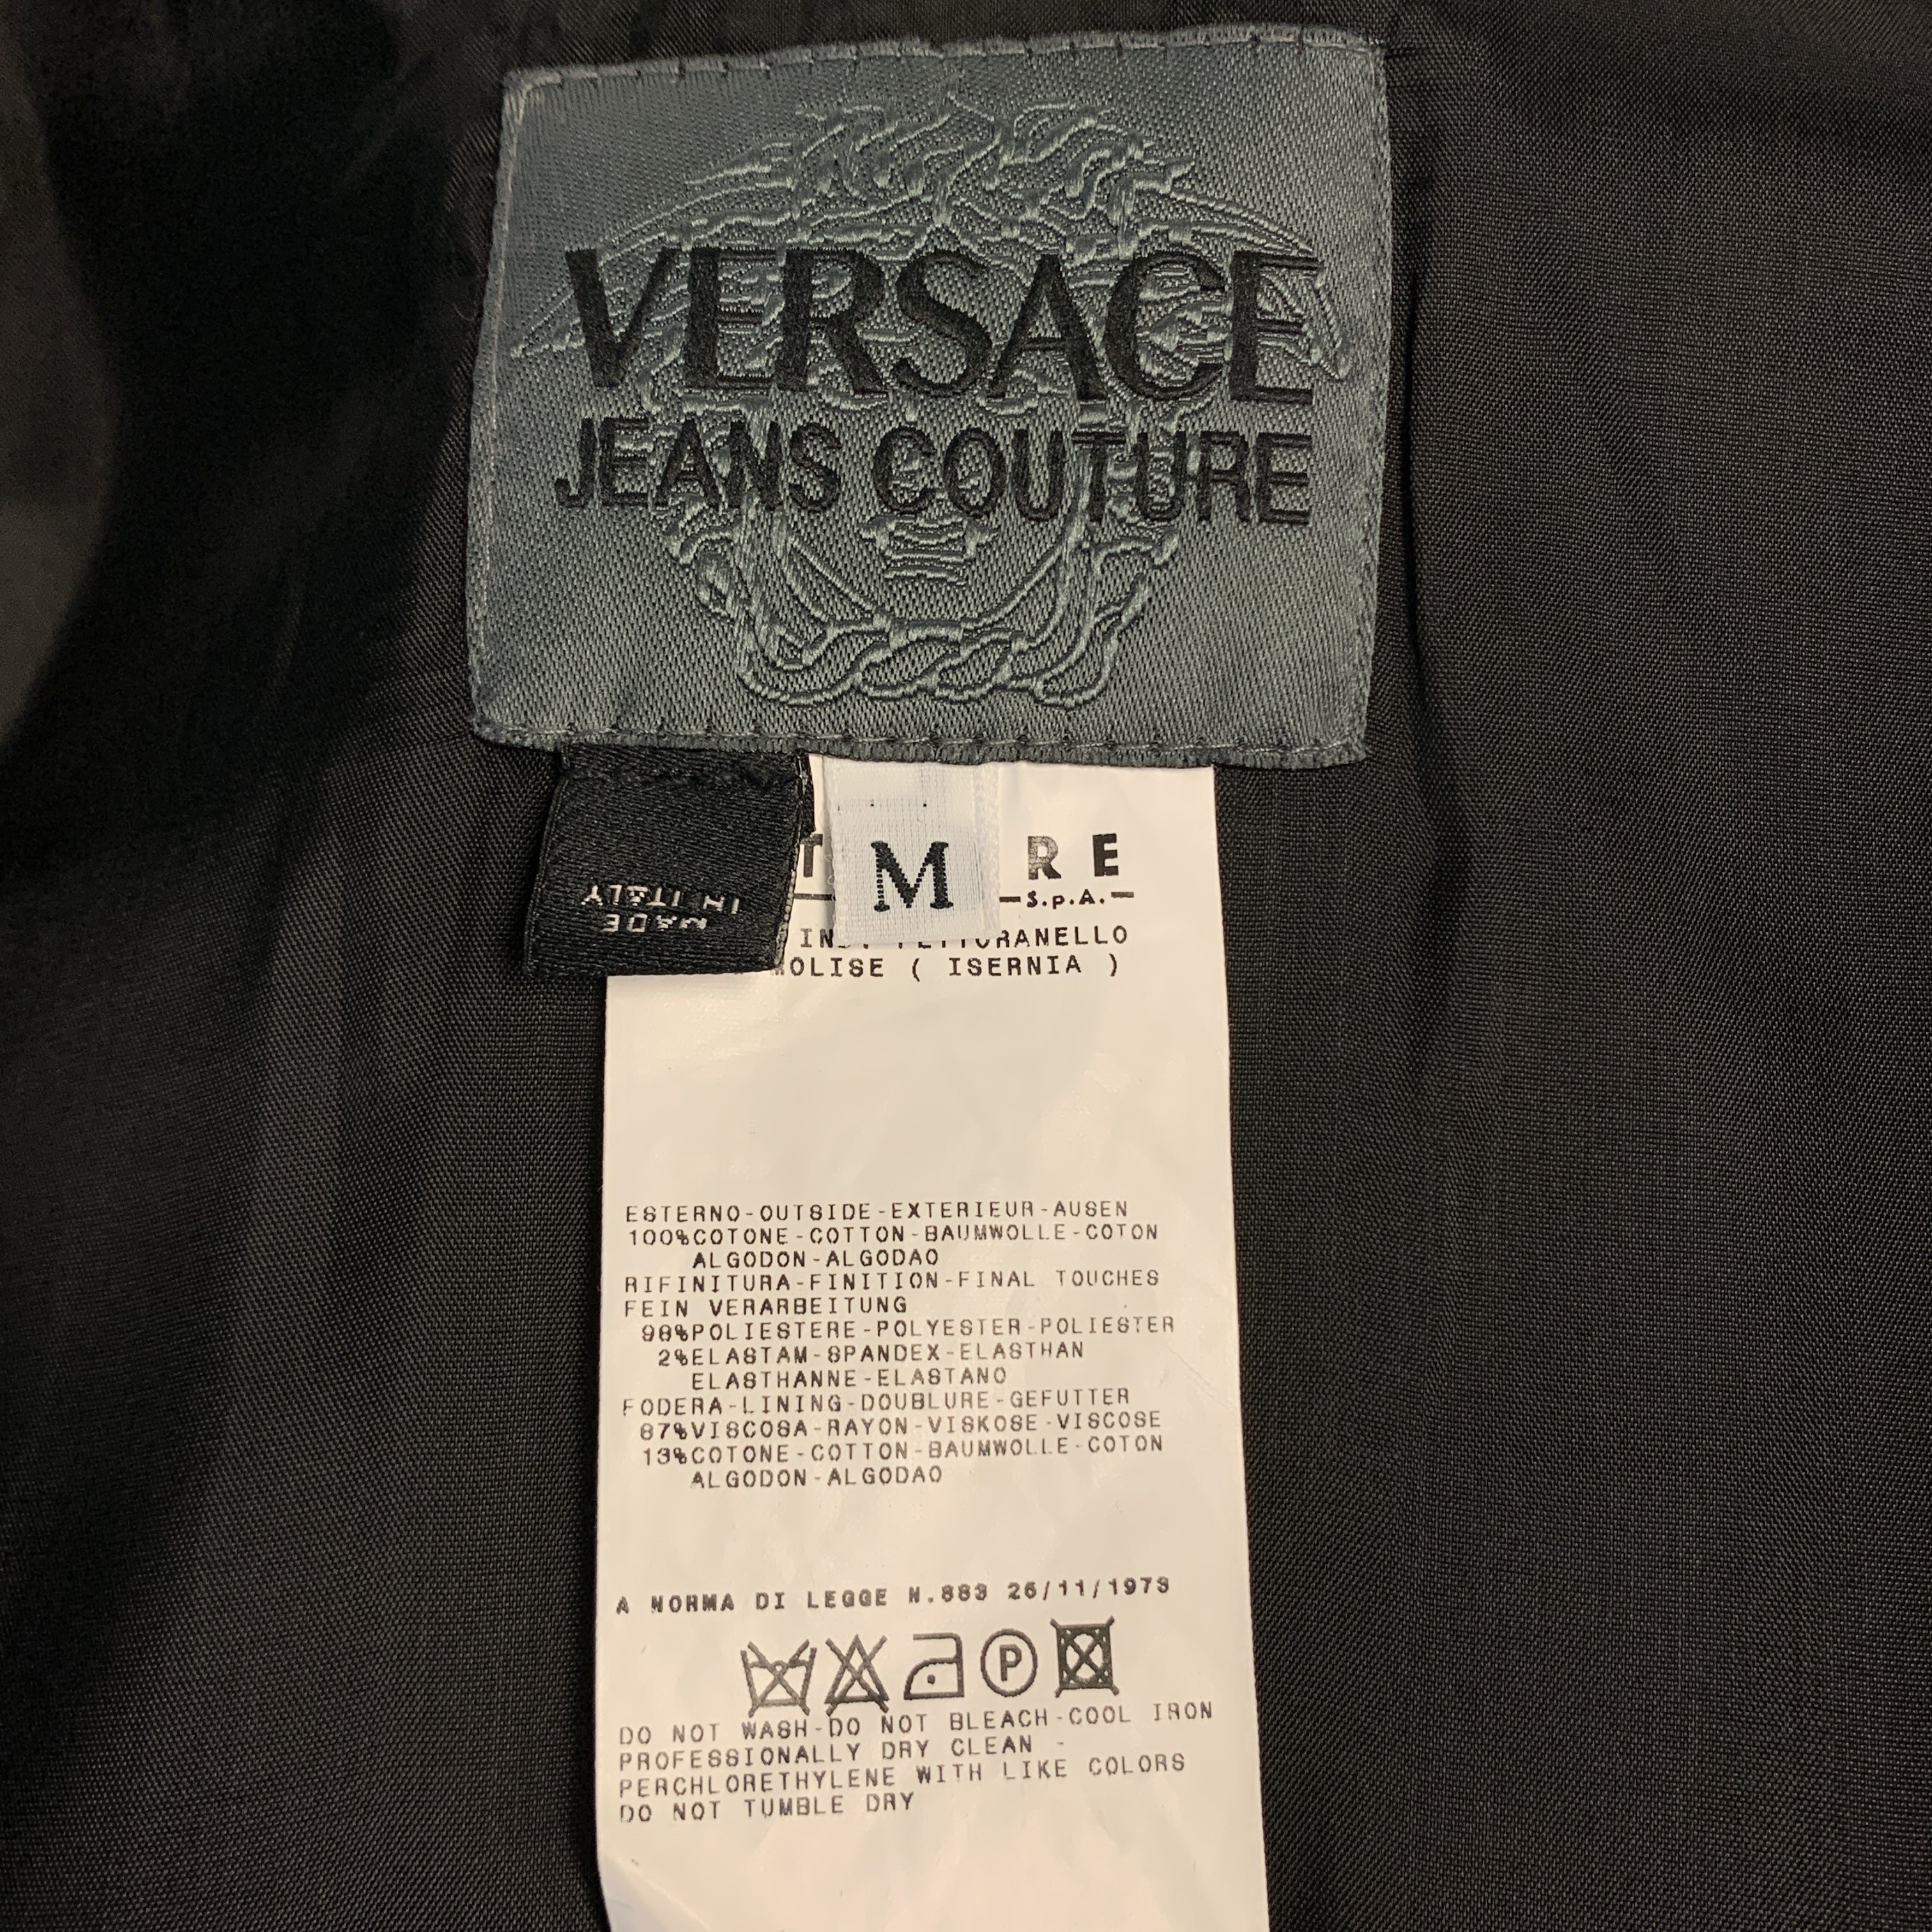 VERSACE
JEANS COUTURE
MADE
IN ITALY
M
RE
S.p.A.
PETTORANELLO
MOLISE ( ISERNIA )
ESTERNO-OUTSIDE-EXTERIEUR-AUSEN
100%COTONE-COTTON-BAUMWOLLE-COTON
ALGODON-ALGODAO
RIFINITURA-FINITION-FINAL TOUCHES
FEIN VERARBEITUNG
98%POLIESTERE-POLYESTER-POLIESTER
2%ELASTAM-SPANDEX-ELASTHAN
ELASTHANNE-ELASTANO
FODERA-LINING-DOUBLURE-GEFUTTER
87%VISCOSA-RAYON-VISKOSE-VISCOSE
13%COTONE-COTTON-BAUMWOLLE-COTON
ALGODON-ALGODAO
A NORMA DI LEGGE N.883 26/11/1973
P
DO NOT WASH-DO NOT BLEACH-COOL IRON
PROFESSIONALLY DRY CLEAN -
PERCHLORETHYLENE WITH LIKE COLORS
DO NOT TUMBLE DRY